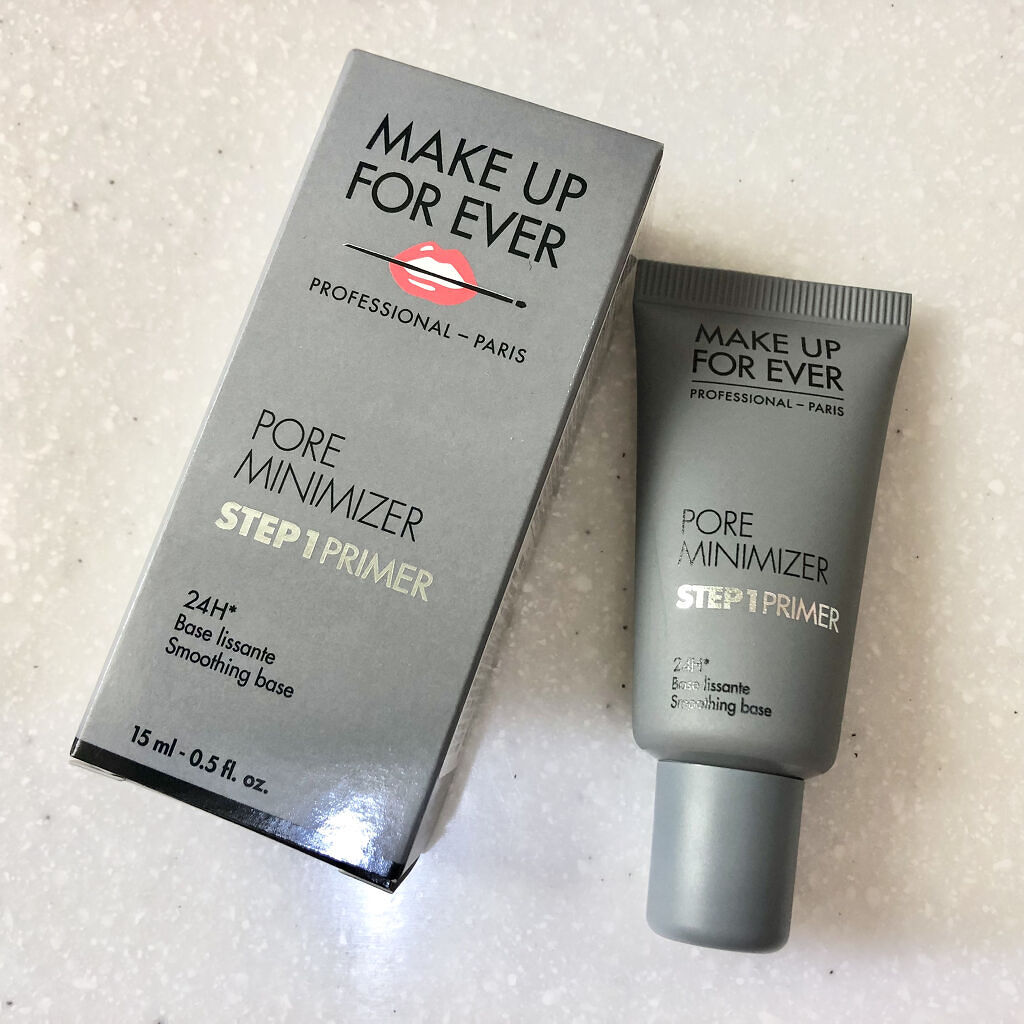 MAKE UP
FOR EVER
PROFESSIONAL – PARIS
PORE
MINIMIZER
STEP 1 PRIMER
24H*
Base lissante
Smoothing base
15 ml - 0.5 fl. oz.
MAKE UP
FOR EVER
PROFESSIONAL – PARIS
PORE
MINIMIZER
STEP 1 PRIMER
24H*
Base lissante
Smoothing base